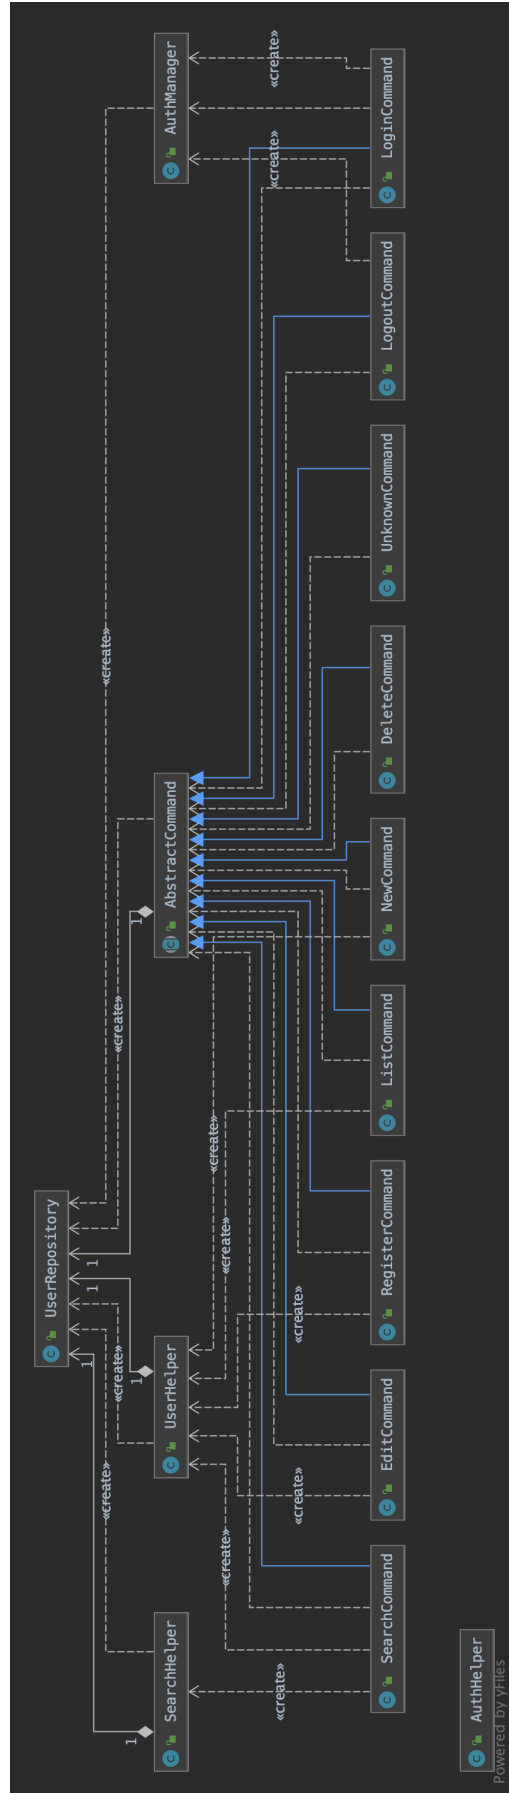 UserRepository
SearchHelper
UserHelper
AbstractCommand
AuthManager
SearchCommand
EditCommand
RegisterCommand
ListCommand
NewCommand
DeleteCommand
UnknownCommand
LogoutCommand
LoginCommand
AuthHelper
«create»
«create»
«create»
«create»
«create»
«create»
«create»
«create»
«create»
«create»
«create»
«create»
1
1
1
1
1
1
Powered by yFiles